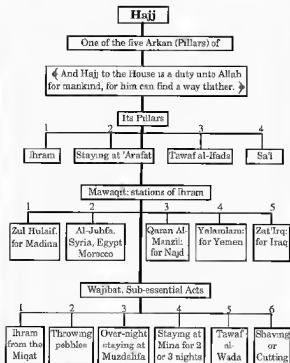 Hajj
One of the five Arkan (Pillars) of
﴾ And Hajj to the House is a duty unto Allah
for mankind, for him can find a way thither. ﴿
Its Pillars
1 2 3 4
Ihram Staying at 'Arafat Tawaf al-Ifada Sa'i
Mawaqit: stations of Ihram
1 2 3 4 5
Zul Hulaif.
for Madina
Al-Juhfa.
Syria, Egypt
Morocco
Quran Al-
Manzil:
for Najd
Yalamlam:
for Yemen
Zat'Irq:
for Iraq
Wajibat, Sub-essential Acts
1 2 3 4 5 6
Ihram
from the
Miqat
Throwing
pebbles
Over-night
staying at
Muzdalifa
Staying at
Mina for 2
or 3 nights
Tawaf
al-
Wada
Shaving
or
Cutting